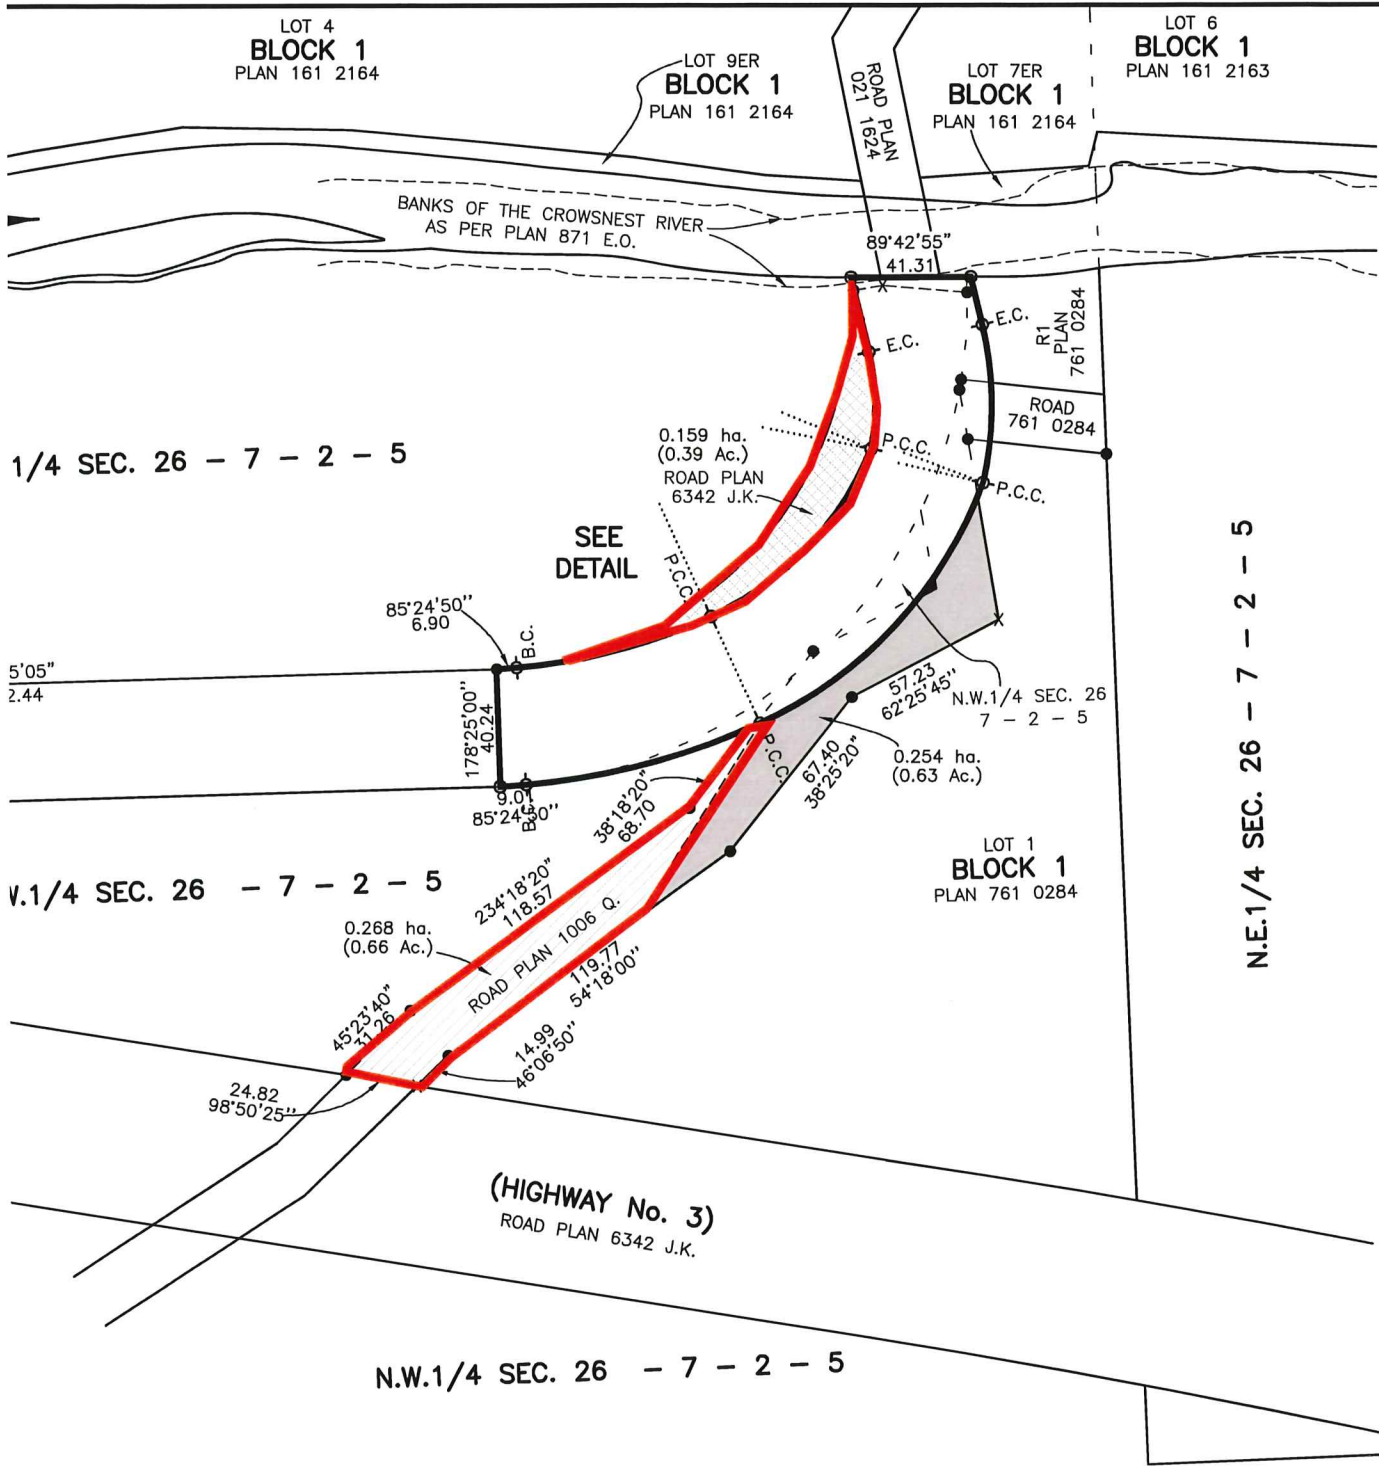 LOT 4
BLOCK 1
PLAN 161 2164
LOT 9ER
BLOCK 1
PLAN 161 2164
ROAD PLAN
021 1624
LOT 7ER
BLOCK 1
PLAN 161 2164
LOT 6
BLOCK 1
PLAN 161 2163
BANKS OF THE CROWSNEST RIVER
AS PER PLAN 871 E.O.
89°42'55"
41.31
E.C.
E.C.
R1
PLAN
761 0284
ROAD
761 0284
1/4 SEC. 26 - 7 - 2 - 5
0.159 ha.
(0.39 Ac.)
ROAD PLAN
6342 J.K.
P.C.C.
P.C.C.
SEE
DETAIL
P.C.C.
85°24'50"
6.90
B.C.
5'05"
2.44
178°25'00"
40.24
9.01
85°24'50"
B.C.
P.C.C.
57.23
62°25'45"
N.W.1/4 SEC. 26
7 - 2 - 5
67.40
38°25'20"
0.254 ha.
(0.63 Ac.)
38°18'20"
68.70
N.E.1/4 SEC. 26 - 7 - 2 - 5
LOT 1
BLOCK 1
PLAN 761 0284
W.1/4 SEC. 26 - 7 - 2 - 5
234°18'20"
118.57
0.268 ha.
(0.66 Ac.)
ROAD PLAN 1006 Q.
119.77
54°18'00"
45°23'40"
31.26
14.99
46°06'50"
24.82
98°50'25"
(HIGHWAY No. 3)
ROAD PLAN 6342 J.K.
N.W.1/4 SEC. 26 - 7 - 2 - 5